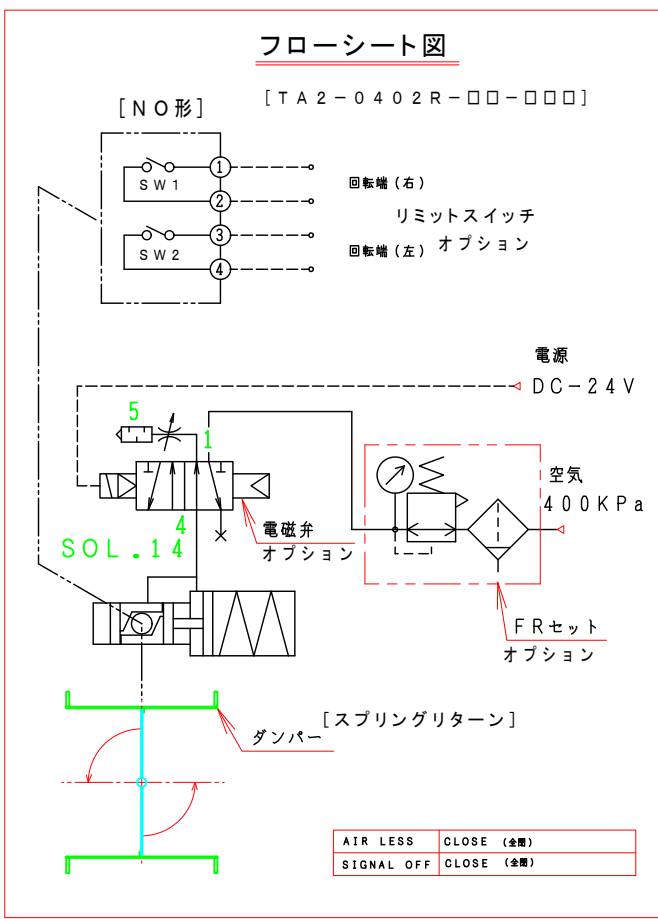 フローシート図
[TA2-0402R-□□-□□□]
[NO形]
SW1
1
2
SW2
3
4
回転端(右)
リミットスイッチ
オプション
回転端(左)
電源
DC-24V
5
1
4
SOL.14
電磁弁
オプション
空気
400KPa
FRセット
オプション
[スプリングリターン]
ダンパー
AIR LESS CLOSE (全閉)
SIGNAL OFF CLOSE (全閉)